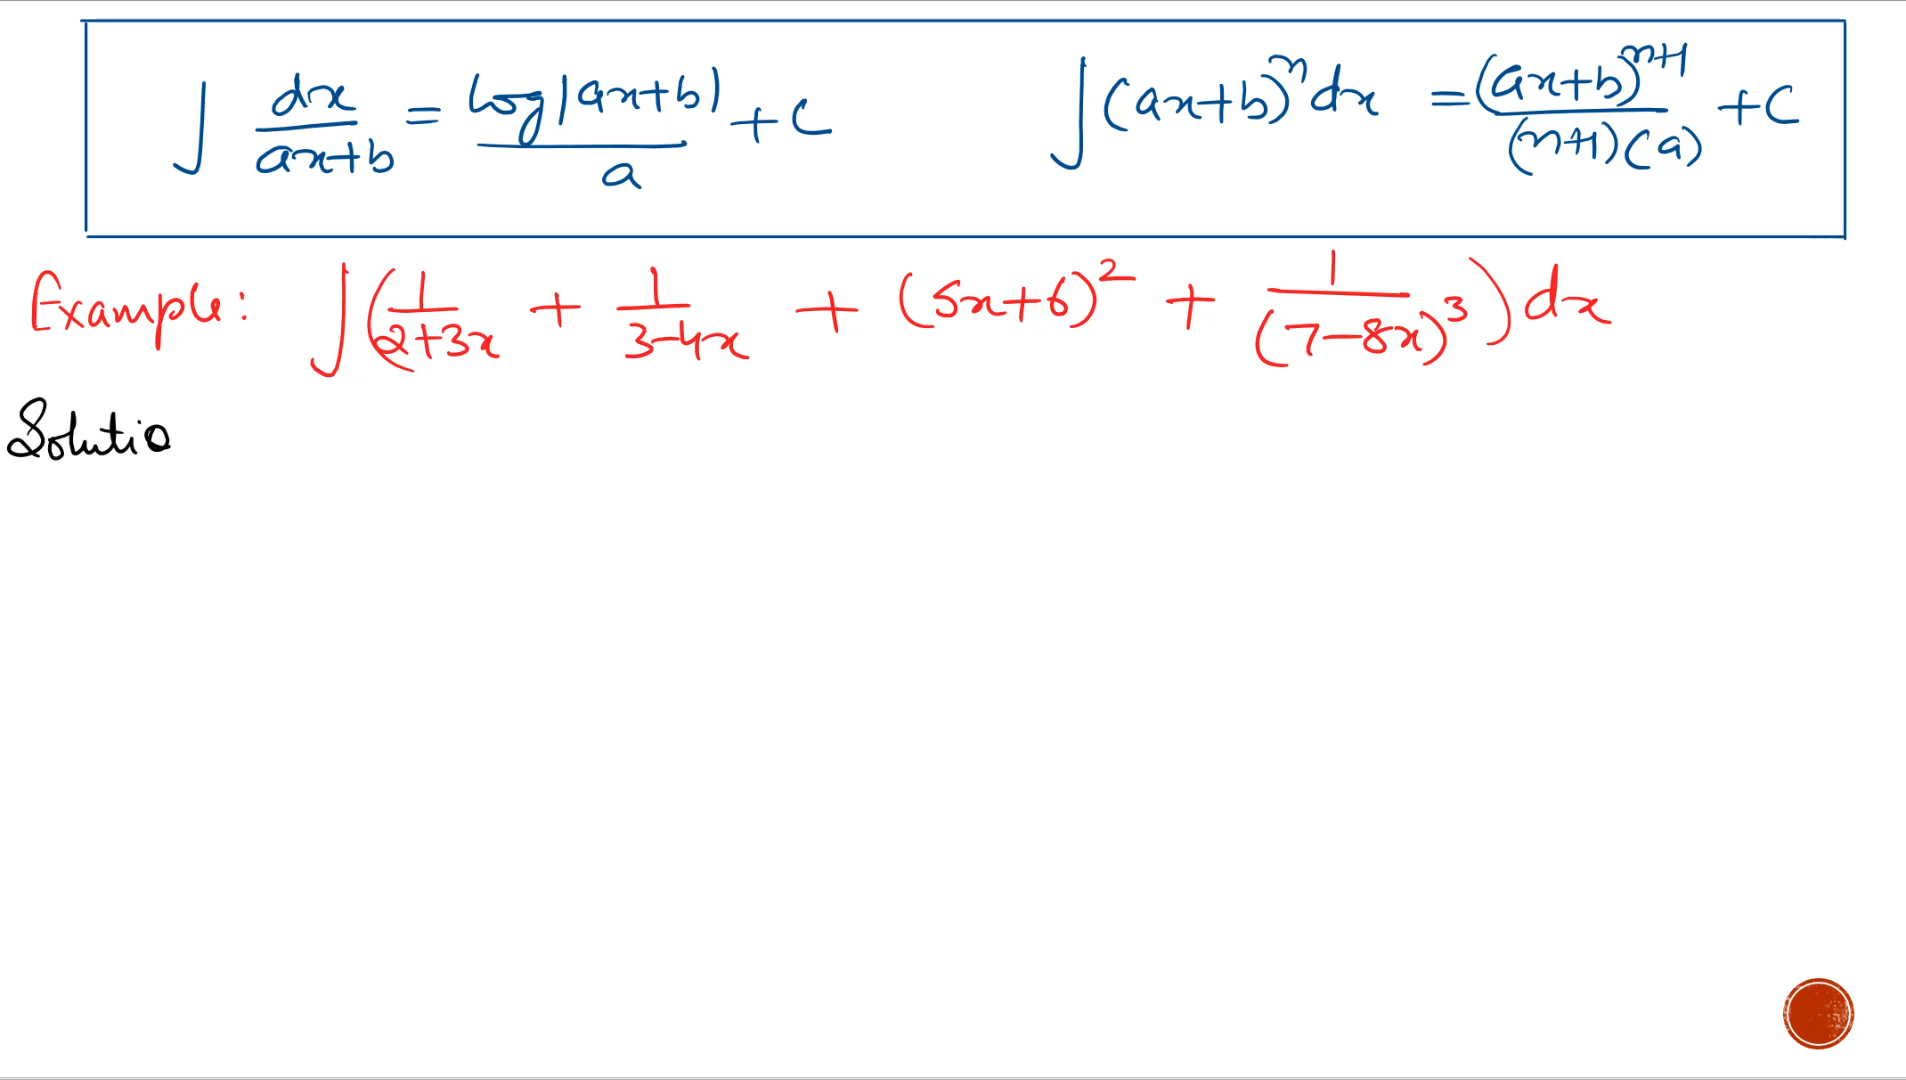 ∫ dx/(ax+b) = log|ax+b|/a + C    ∫(ax+b)^n dx = (ax+b)^(n+1)/((n+1)(a)) + C
Example: ∫(1/(2+3x) + 1/(3-4x) + (5x+6)^2 + 1/(7-8x)^3) dx
Solutio